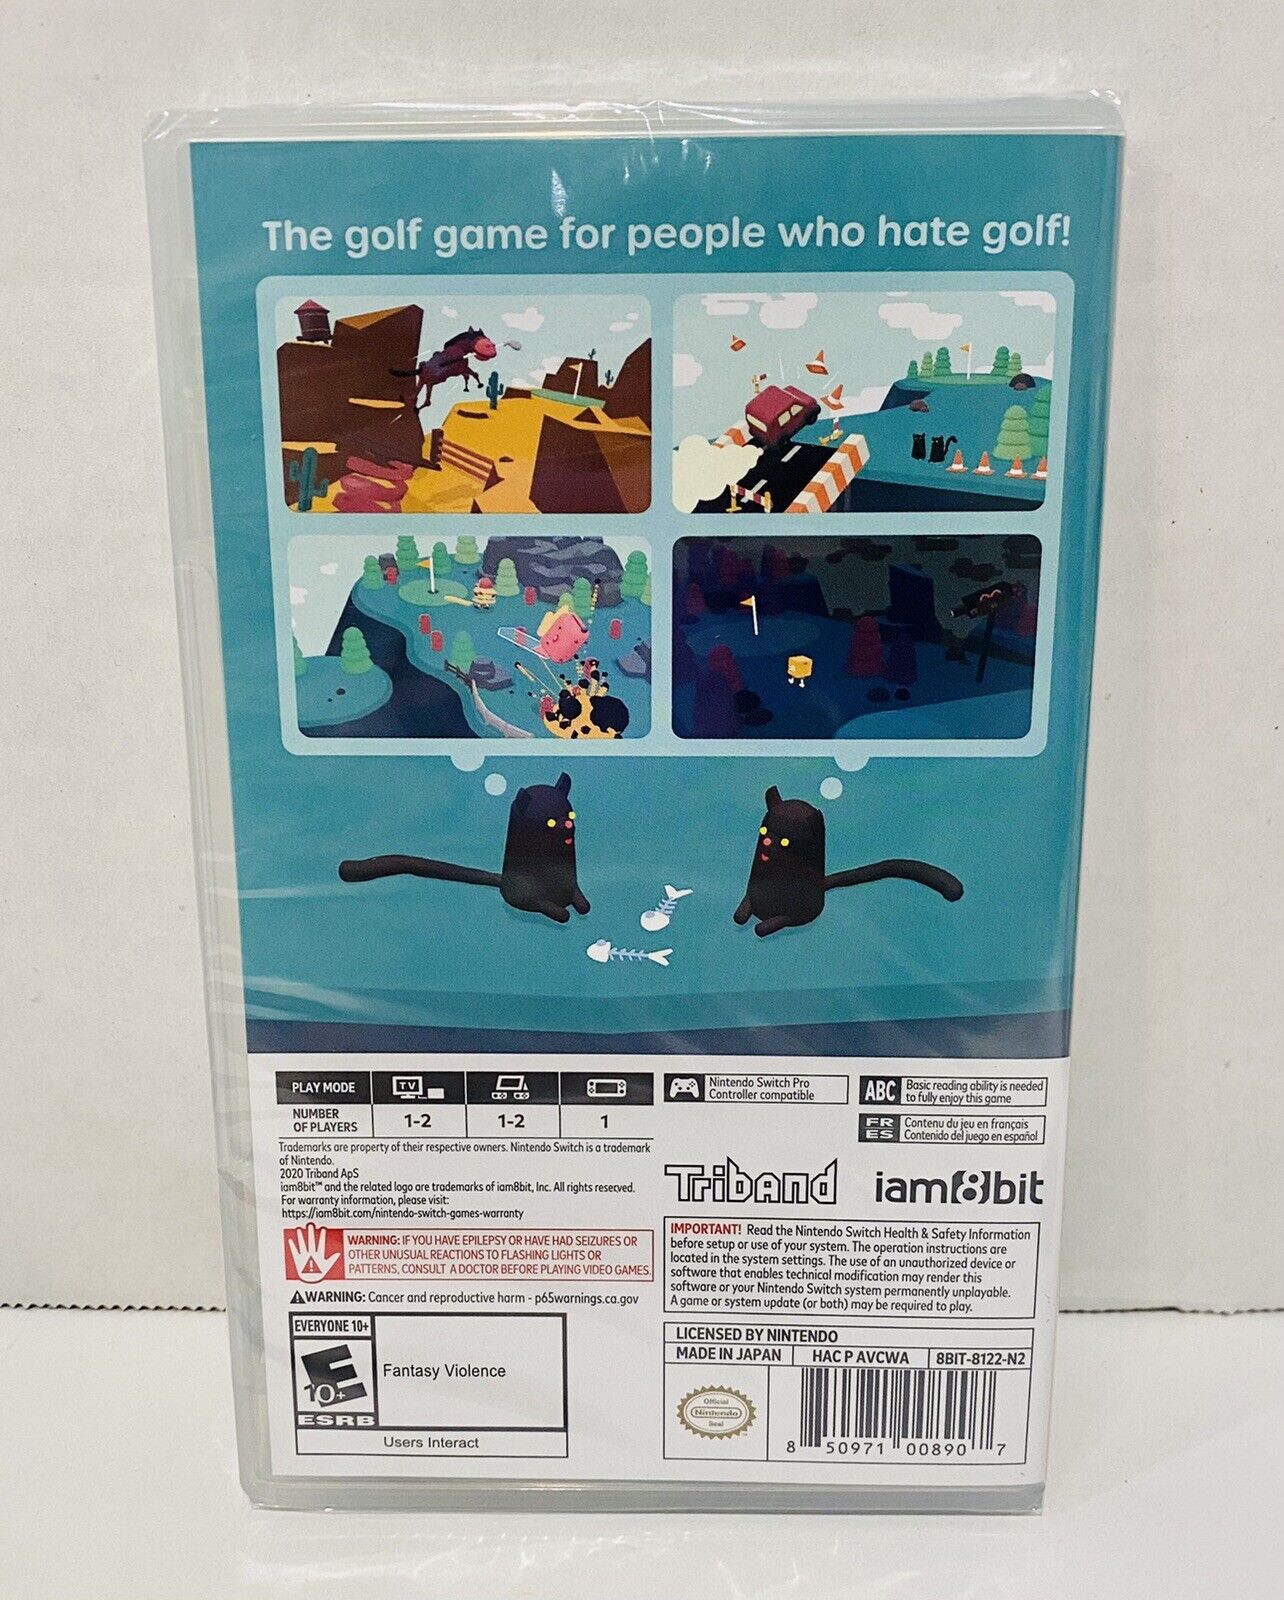 The golf game for people who hate golf!
PLAY MODE
TV
NUMBER
OF PLAYERS
1-2
1-2
1
Nintendo Switch Pro
Controller compatible
ABC
Basic reading ability is needed
to fully enjoy this game
FR
ES
Contenu du jeu en français
Contenido del juego en español
Trademarks are property of their respective owners. Nintendo Switch is a trademark
of Nintendo.
2020 Triband ApS
iam8bit™ and the related logo are trademarks of iam8bit, Inc. All rights reserved.
For warranty information, please visit:
https://iam8bit.com/nintendo-switch-games-warranty
Triband
iam8bit
WARNING: IF YOU HAVE EPILEPSY OR HAVE HAD SEIZURES OR
OTHER UNUSUAL REACTIONS TO FLASHING LIGHTS OR
PATTERNS, CONSULT A DOCTOR BEFORE PLAYING VIDEO GAMES.
WARNING: Cancer and reproductive harm - p65warnings.ca.gov
IMPORTANT! Read the Nintendo Switch Health & Safety Information
before setup or use of your system. The operation instructions are
located in the system settings. The use of an unauthorized device or
software that enables technical modification may render this
software or your Nintendo Switch system permanently unplayable.
A game or system update (or both) may be required to play.
EVERYONE 10+
E
10+
ESRB
Fantasy Violence
Users Interact
LICENSED BY NINTENDO
MADE IN JAPAN
HAC P AVCWA
8BIT-8122-N2
Official
Nintendo
Seal
8 50971 00890 7